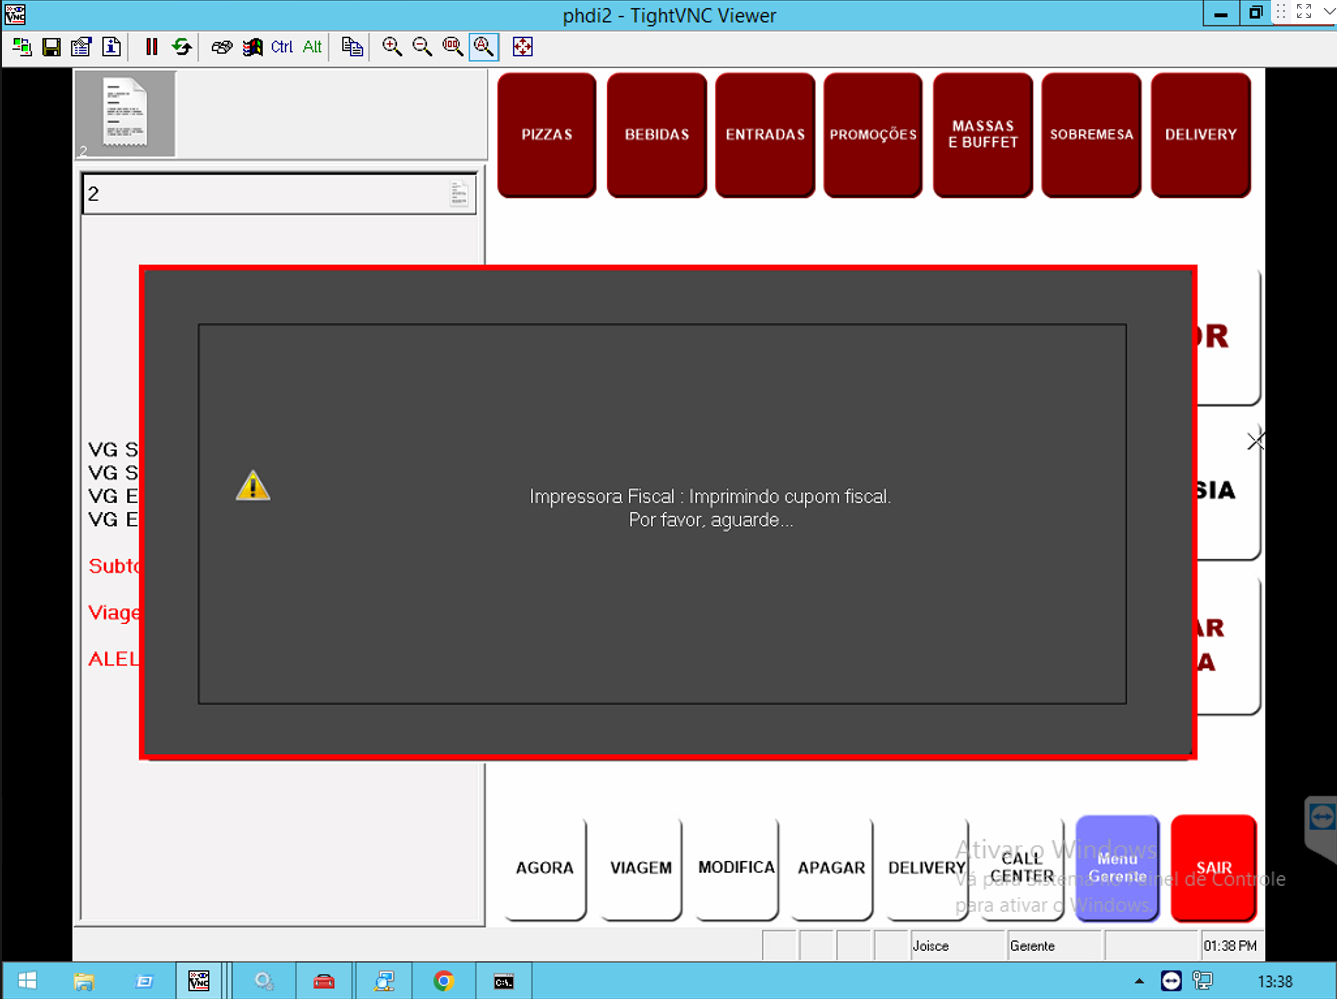 phdi2 - TightVNC Viewer
Ctrl Alt
2
PIZZAS
BEBIDAS
ENTRADAS
PROMOÇÕES
MASSAS
E BUFFET
SOBREMESA
DELIVERY
2
OR
VG S
VG S
VG E
VG E
SIA
Impressora Fiscal : Imprimindo cupom fiscal.
Por favor, aguarde...
Subto
Viage
AR
A
ALEL
AGORA
VIAGEM
MODIFICA
APAGAR
DELIVERY
CALL
CENTER
Menu
Gerente
SAIR
Ativar o Windows
Vá para Sistema no Painel de Controle
para ativar o Windows.
Joisce
Gerente
01:38 PM
13:38